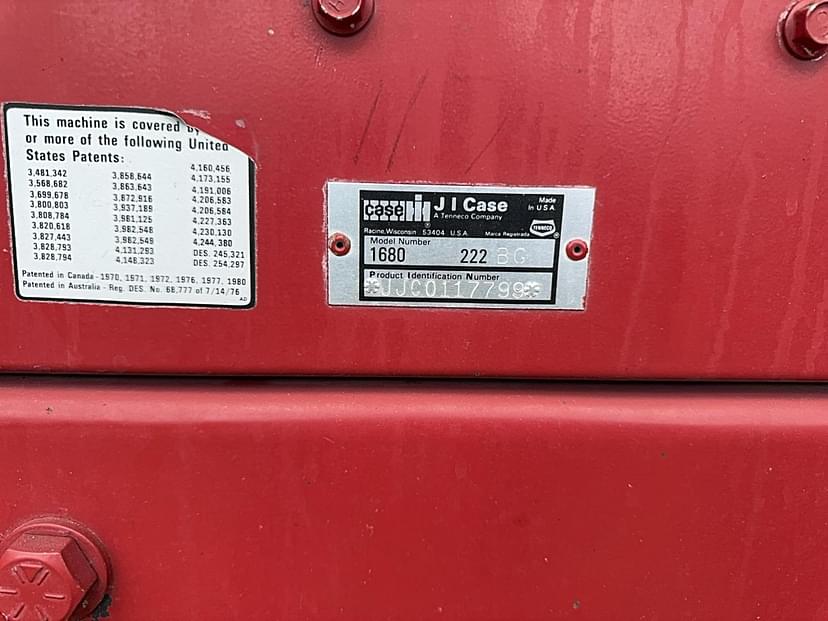 This machine is covered by
or more of the following United
States Patents:
3,481,342 3,858,644 4,160,456
3,568,682 3,863,643 4,173,155
3,699,678 3,872,916 4,191,006
3,800,803 3,937,189 4,206,583
3,808,784 3,981,125 4,206,584
3,820,618 3,982,548 4,227,363
3,827,443 3,982,549 4,230,130
3,828,793 4,131,293 4,244,380
3,828,794 4,148,323 DES. 245,321
DES. 254,297
Patented in Canada - 1970, 1971, 1972, 1976, 1977, 1980
Patented in Australia - Reg. DES. No. 68,777 of 7/14/76
AD
case IH J I Case
®
A Tenneco Company
Made
In U S A
Racine, Wisconsin 53404 U.S.A. Marca Registrada
TENNECO
Model Number
1680 222 BG
Product Identification Number
*JJC0117799*